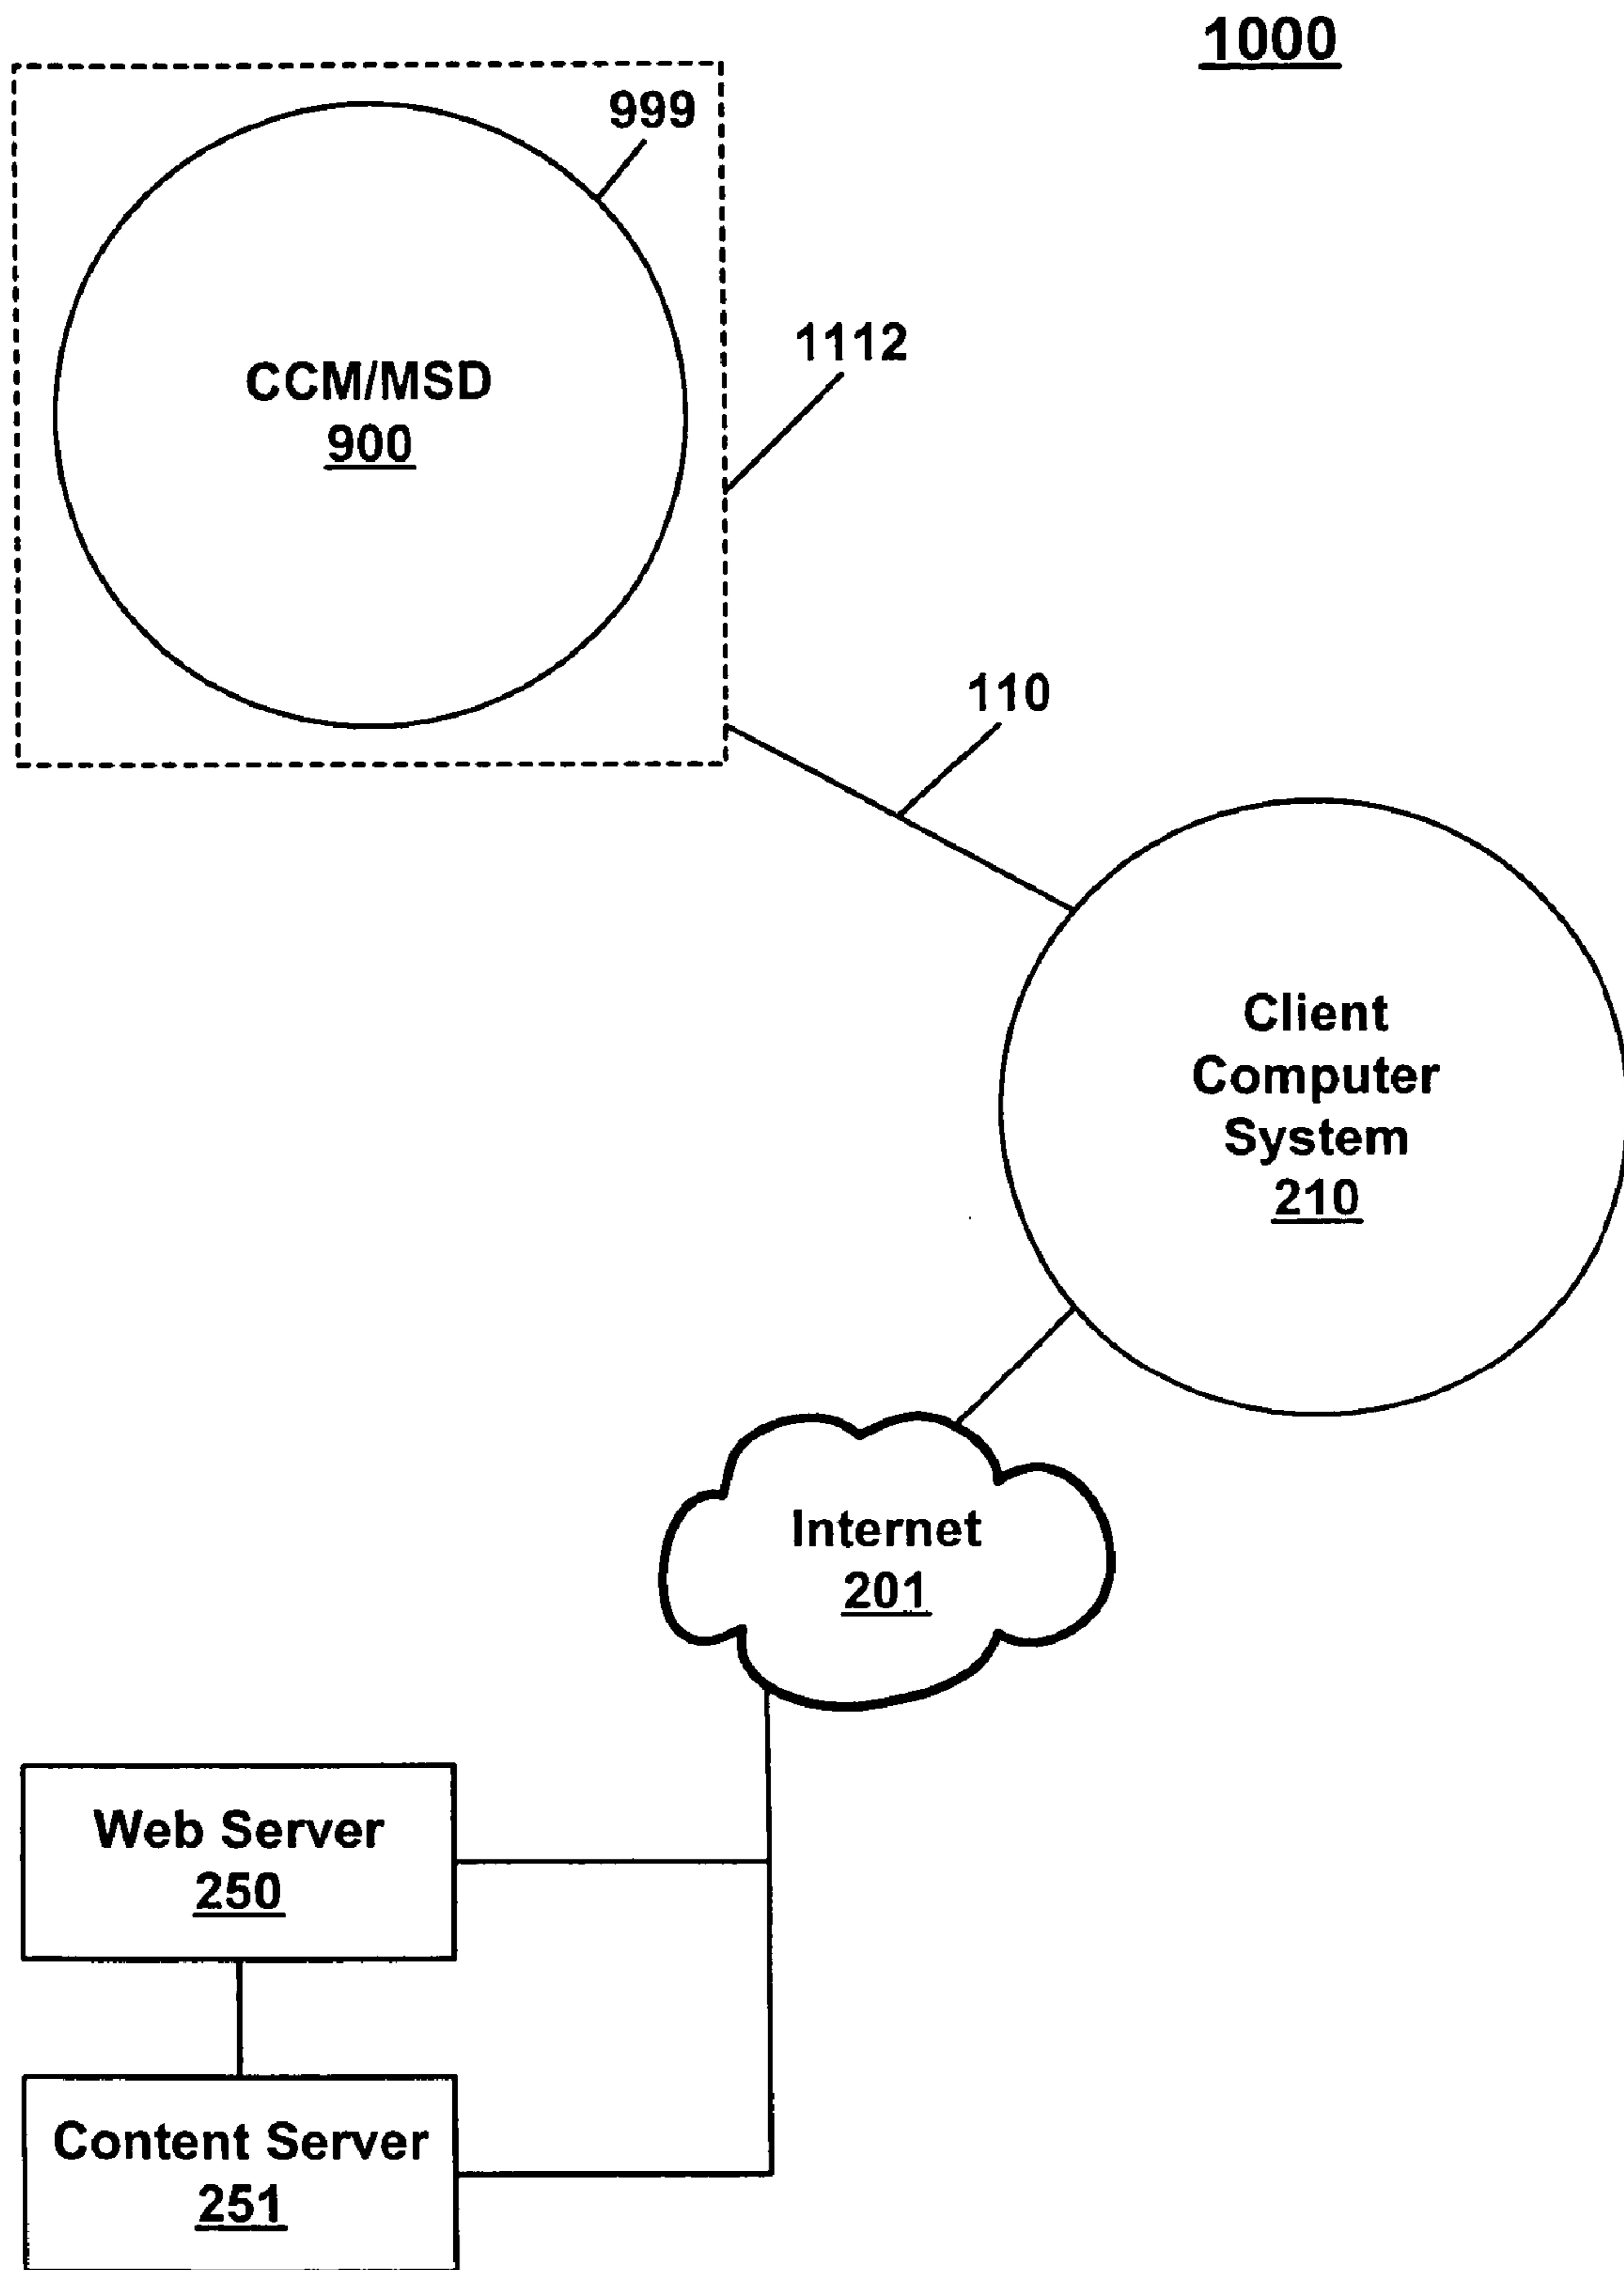 1000
999
CCM/MSD
900
1112
110
Client
Computer
System
210
Internet
201
Web Server
250
Content Server
251